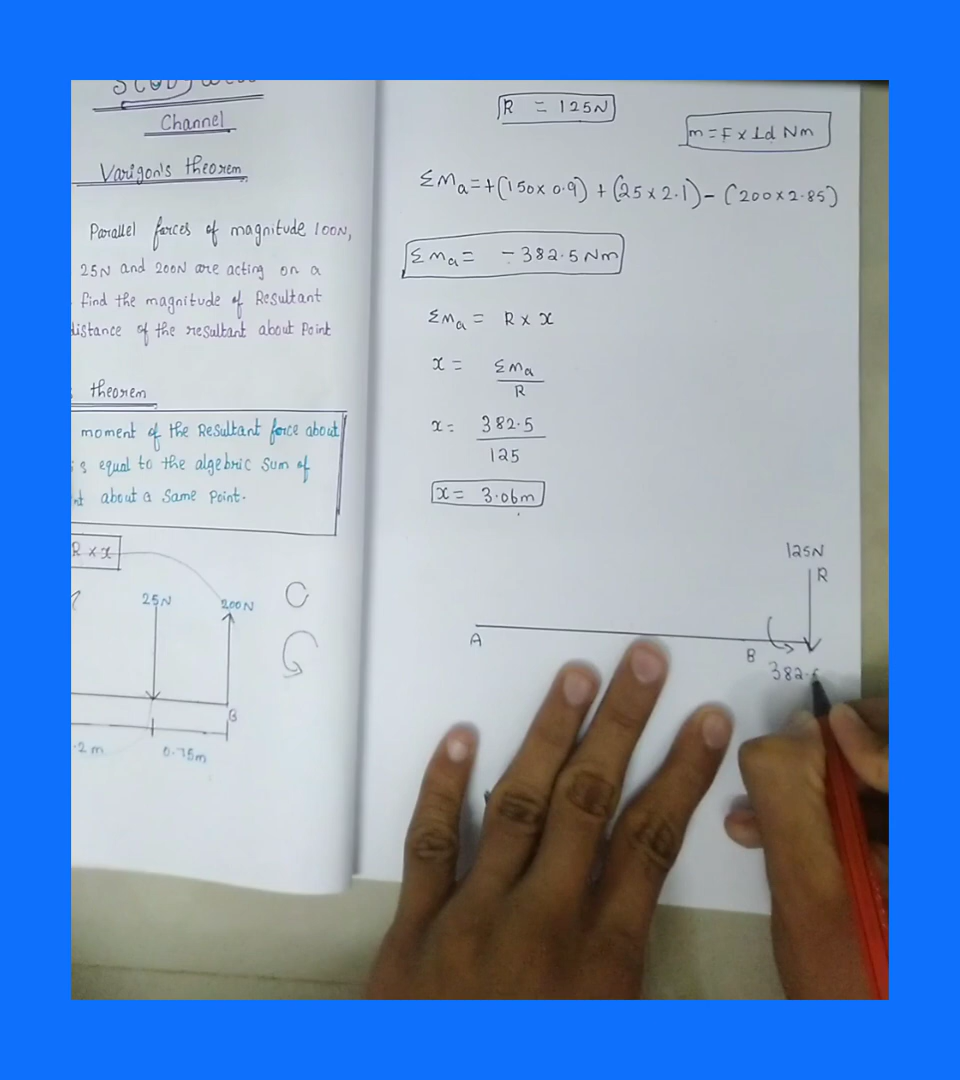 Channel
Varigon's theorem
Parallel forces of magnitude 100N,
25N and 200N are acting on a
find the magnitude of Resultant
distance of the resultant about Point
theorem
moment of the Resultant force about
is equal to the algebric sum of
about a Same Point.
R × x
25N
200N
B
.2 m
0.75m
R = 125N
m = F × ⊥d Nm
ΣMa = +(150 × 0.9) + (25 × 2.1) - (200 × 2.85)
ΣMa = - 382.5 Nm
ΣMa = R × x
x = ΣMa
R
x = 382.5
125
x = 3.06m
125N
R
A
B
382.